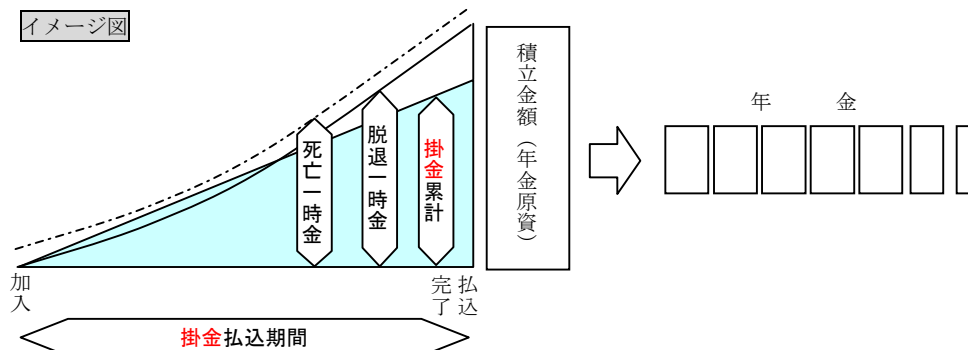 イメージ図
死亡一時金
脱退一時金
掛金累計
積立金額（年金原資）
年金
加入
払込完了
掛金払込期間